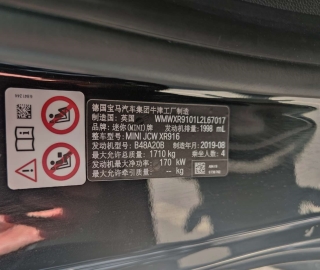 德国宝马汽车集团牛津工厂制造
制造国：英国 WMWXR9101L2L67017
品牌：迷你(MINI)牌 发动机排量：1998 mL
整车型号：MINI JCW XR916
发动机型号：B48A20B 制造年月：2019-08
最大允许总质量：1710 kg 乘坐人数：4
发动机最大净功率：170 kW
最大允许牵引质量：-- kg